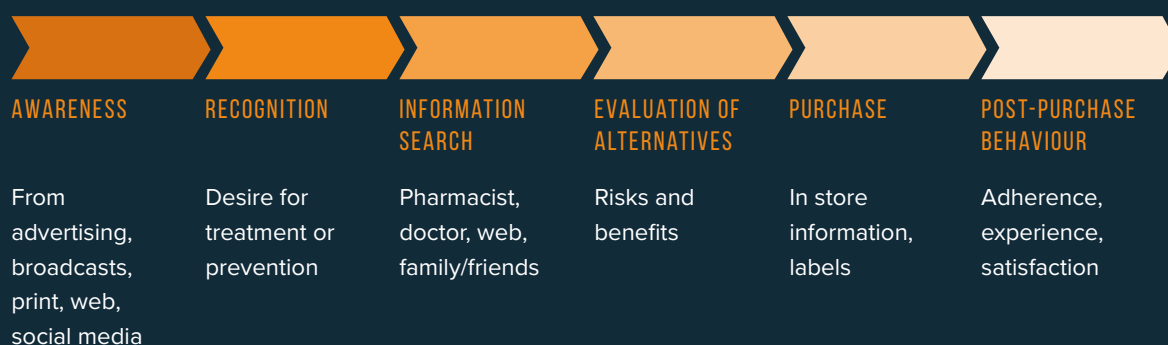 AWARENESS
From
advertising,
broadcasts,
print, web,
social media
RECOGNITION
Desire for
treatment or
prevention
INFORMATION
SEARCH
Pharmacist,
doctor, web,
family/friends
EVALUATION OF
ALTERNATIVES
Risks and
benefits
PURCHASE
In store
information,
labels
POST-PURCHASE
BEHAVIOUR
Adherence,
experience,
satisfaction